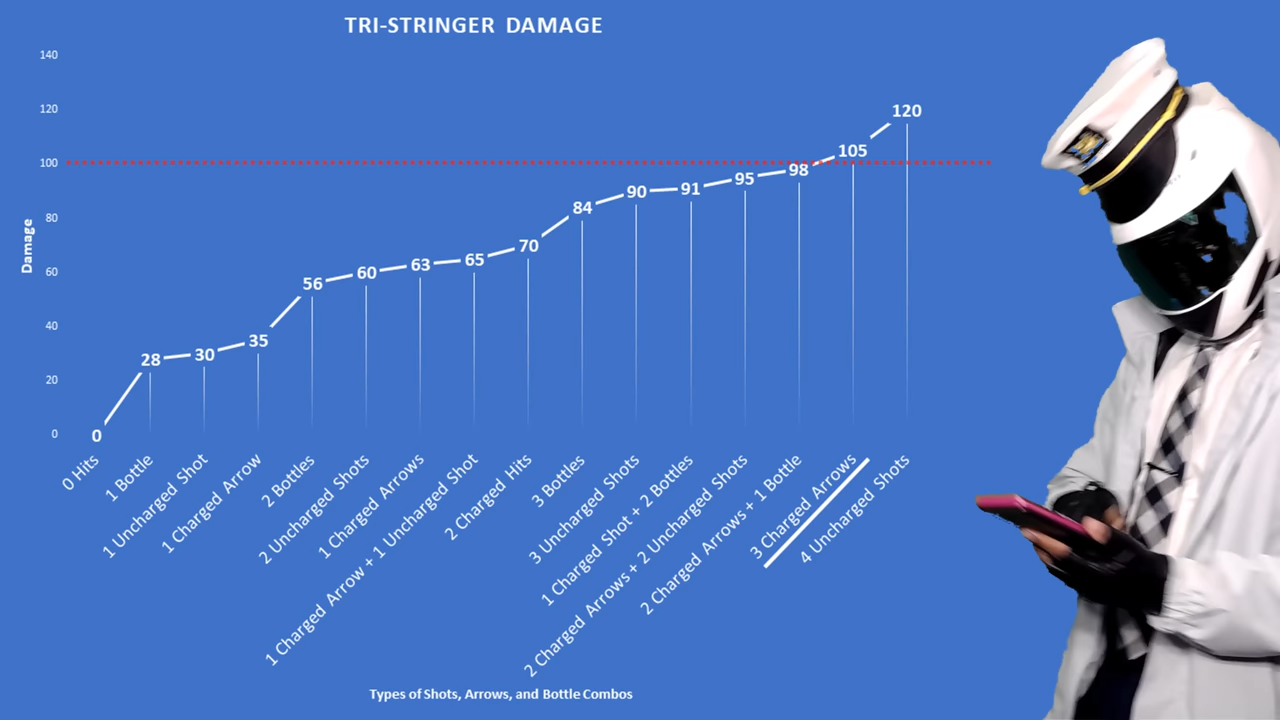 TRI-STRINGER DAMAGE
140
120
100
80
60
40
20
0
Damage
0
28
30
35
56
60
63
65
70
84
90
91
95
98
105
120
0 Hits
1 Bottle
1 Uncharged Shot
1 Charged Arrow
2 Bottles
2 Uncharged Shots
1 Charged Arrows
1 Charged Arrow + 1 Uncharged Shot
2 Charged Hits
3 Bottles
3 Uncharged Shots
1 Charged Shot + 2 Bottles
2 Charged Arrows + 2 Uncharged Shots
2 Charged Arrows + 1 Bottle
3 Charged Arrows
4 Uncharged Shots
Types of Shots, Arrows, and Bottle Combos